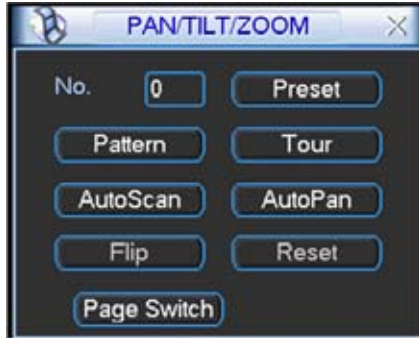 PAN/TILT/ZOOM
No. 0 Preset
Pattern Tour
AutoScan AutoPan
Flip Reset
Page Switch